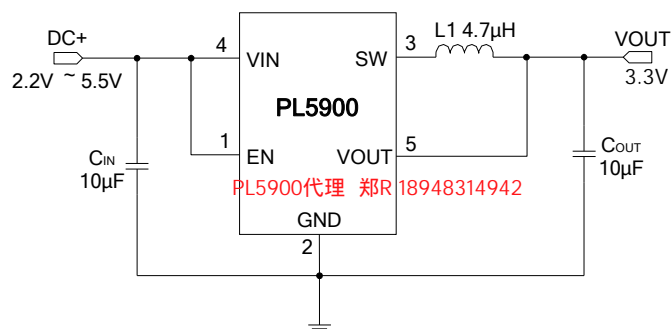 DC+
2.2V ~ 5.5V
4
VIN
SW
3
L1 4.7μH
VOUT
3.3V
PL5900
1
EN
VOUT
5
CIN
10μF
COUT
10μF
PL5900代理 郑R 18948314942
GND
2